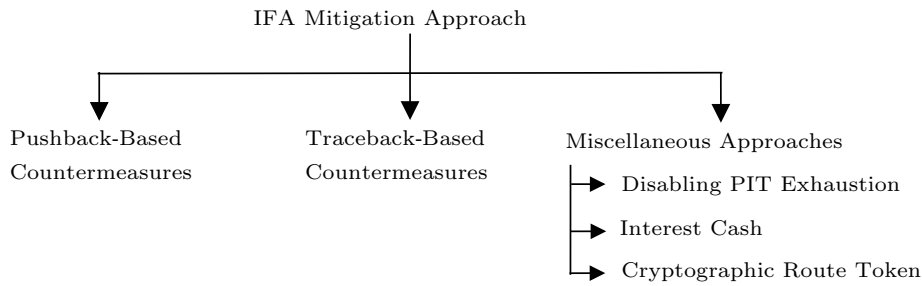 IFA Mitigation Approach
Pushback-Based
Countermeasures
Traceback-Based
Countermeasures
Miscellaneous Approaches
Disabling PIT Exhaustion
Interest Cash
Cryptographic Route Token